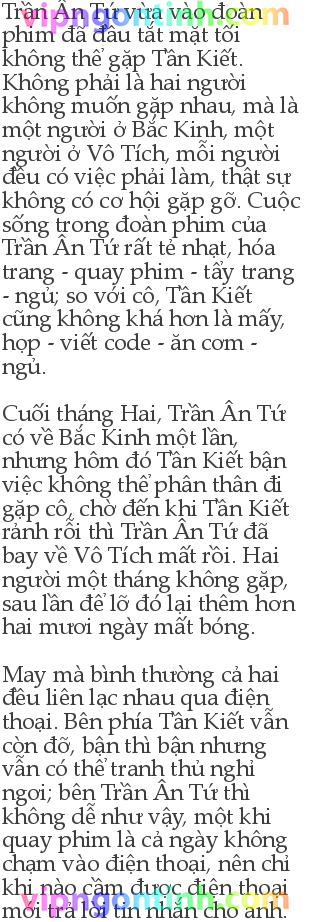 Trần Ân Tứ vừa vào đoàn
phim đã đầu tắt mặt tối
không thể gặp Tần Kiết.
Không phải là hai người
không muốn gặp nhau, mà là
một người ở Bắc Kinh, một
người ở Vô Tích, mỗi người
đều có việc phải làm, thật sự
không có cơ hội gặp gỡ. Cuộc
sống trong đoàn phim của
Trần Ân Tứ rất tẻ nhạt, hóa
trang - quay phim - tẩy trang
- ngủ; so với cô, Tần Kiết
cũng không khá hơn là mấy,
họp - viết code - ăn cơm -
ngủ.

Cuối tháng Hai, Trần Ân Tứ
có về Bắc Kinh một lần,
nhưng hôm đó Tần Kiết bận
việc không thể phân thân đi
gặp cô, chờ đến khi Tần Kiết
rảnh rỗi thì Trần Ân Tứ đã
bay về Vô Tích mất rồi. Hai
người một tháng không gặp,
sau lần để lỡ đó lại thêm hơn
hai mươi ngày mất bóng.

May mà bình thường cả hai
đều liên lạc nhau qua điện
thoại. Bên phía Tần Kiết vẫn
còn đỡ, bận thì bận nhưng
vẫn có thể tranh thủ nghỉ
ngơi; bên Trần Ân Tứ thì
không dễ như vậy, một khi
quay phim là cả ngày không
chạm vào điện thoại, nên chỉ
khi nào cầm được điện thoại
mới trả lời tin nhắn cho anh.
vipngontinh.com
vipngontinh.com